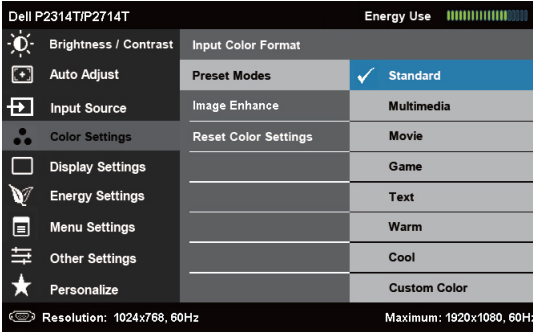 Dell P2314T/P2714T Energy Use
Brightness / Contrast Input Color Format
Auto Adjust Preset Modes Standard
Input Source Image Enhance Multimedia
Color Settings Reset Color Settings Movie
Display Settings Game
Energy Settings Text
Menu Settings Warm
Other Settings Cool
Personalize Custom Color
Resolution: 1024x768, 60Hz Maximum: 1920x1080, 60Hz